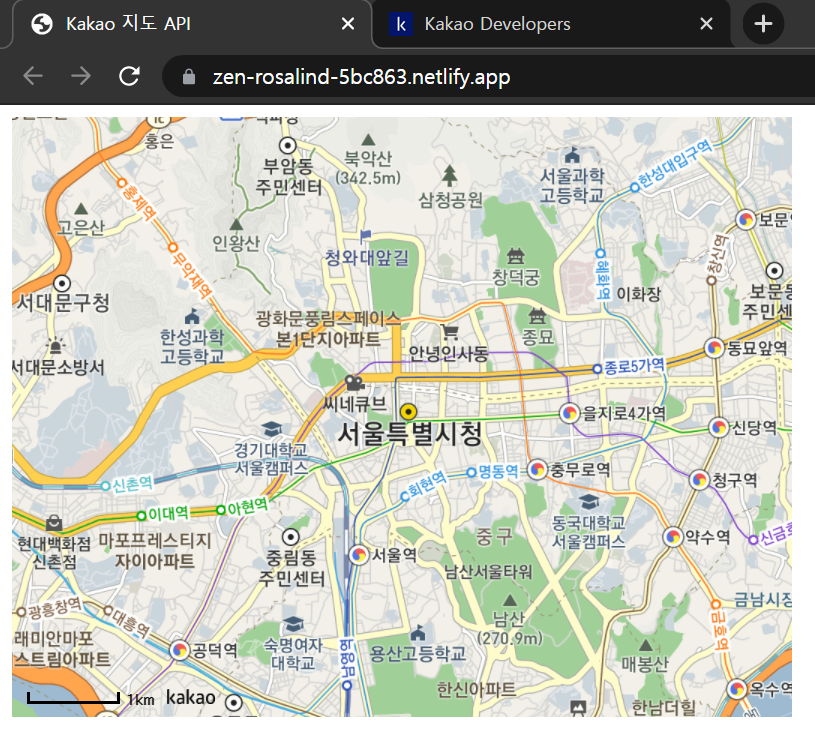 Kakao 지도 API
Kakao Developers
zen-rosalind-5bc863.netlify.app
홍은
부암동
주민센터
북악산
(342.5m)
삼청공원
서울과학
고등학교
한성대입구역
홍제역
고은산
인왕산
청와대앞길
창덕궁
혜화역
창신역
보문
무악재역
서대문구청
이화장
보문동
주민센
한성과학
고등학교
광화문풍림스페이스
본1단지아파트
종묘
안녕인사동
서대문소방서
종로5가역
동묘앞역
씨네큐브
서울특별시청
을지로4가역
신당역
경기대학교
서울캠퍼스
신촌역
회현역
명동역
충무로역
청구역
이대역
아현역
동국대학교
서울캠퍼스
현대백화점
신촌점
마포프레스티지
자이아파트
중림동
주민센터
서울역
중구
약수역
신금호
남산서울타워
광흥창역
대흥역
남산
(270.9m)
금남시장
금호역
래미안마포
스트림아파트
공덕역
숙명여자
대학교
남영역
용산고등학교
매봉산
한신아파트
옥수역
한남더힐
1km
kakao